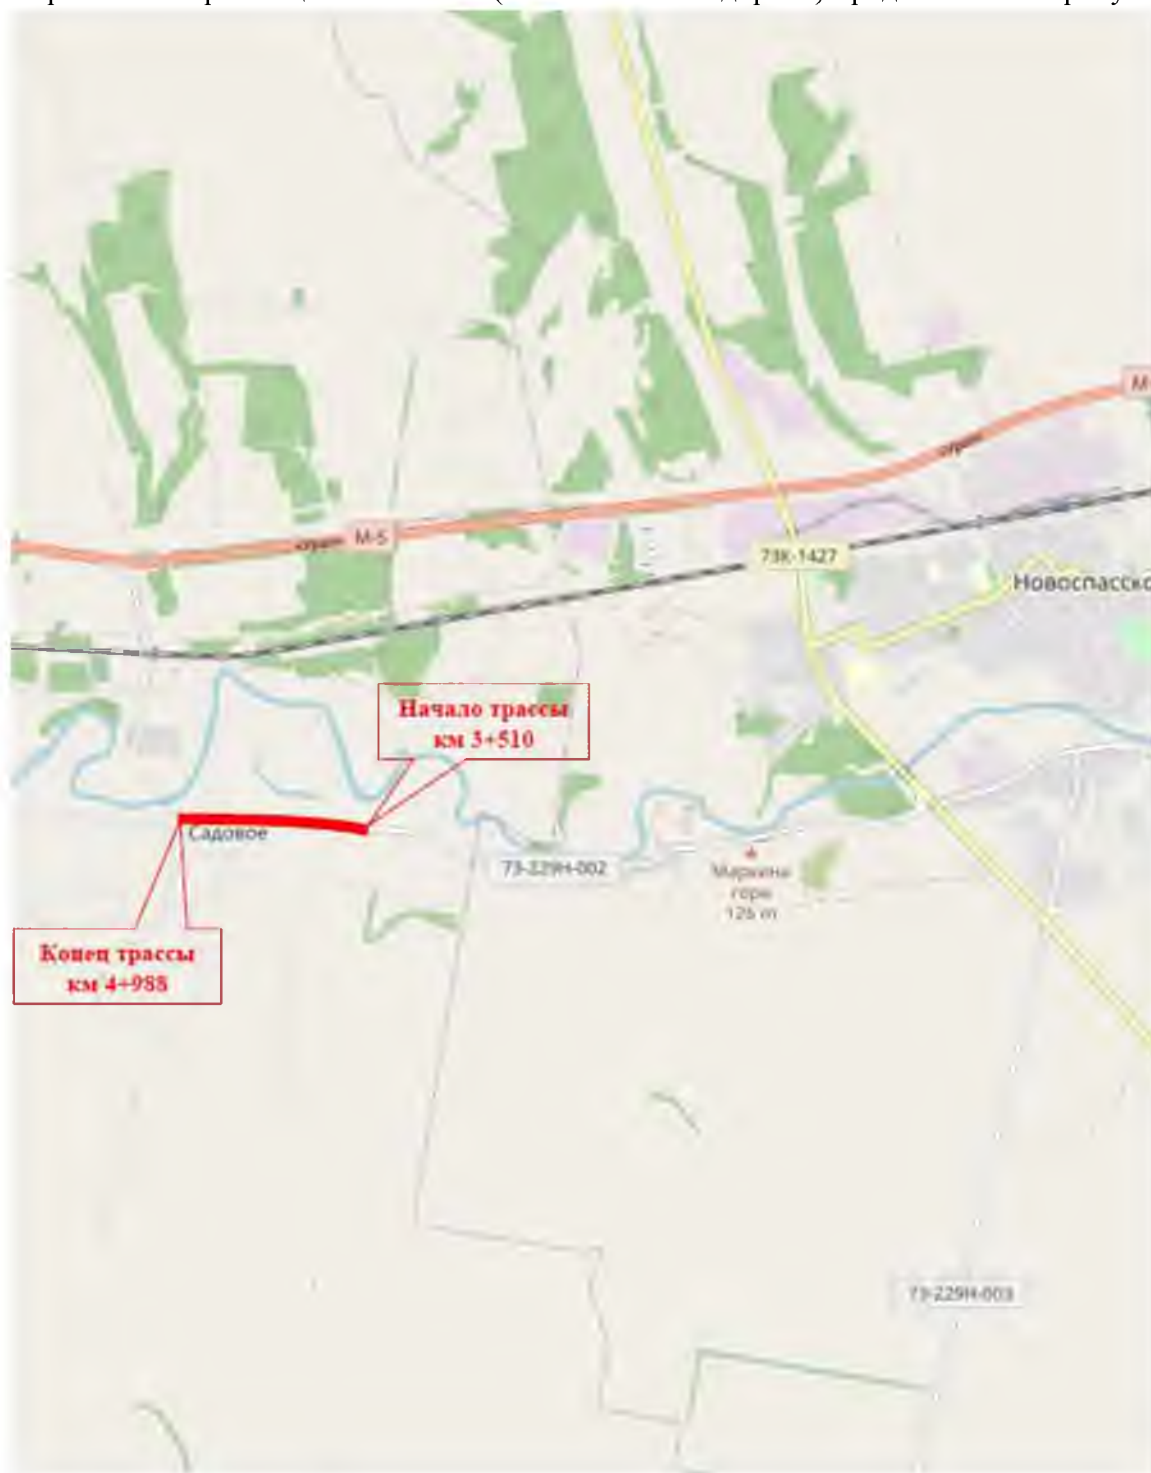 М-5
73К-1427
Новоспасско
Начало трассы
км 3+510
Садовое
73-229Н-002
Маркина
гора
126 m
Конец трассы
км 4+988
73-229Н-003